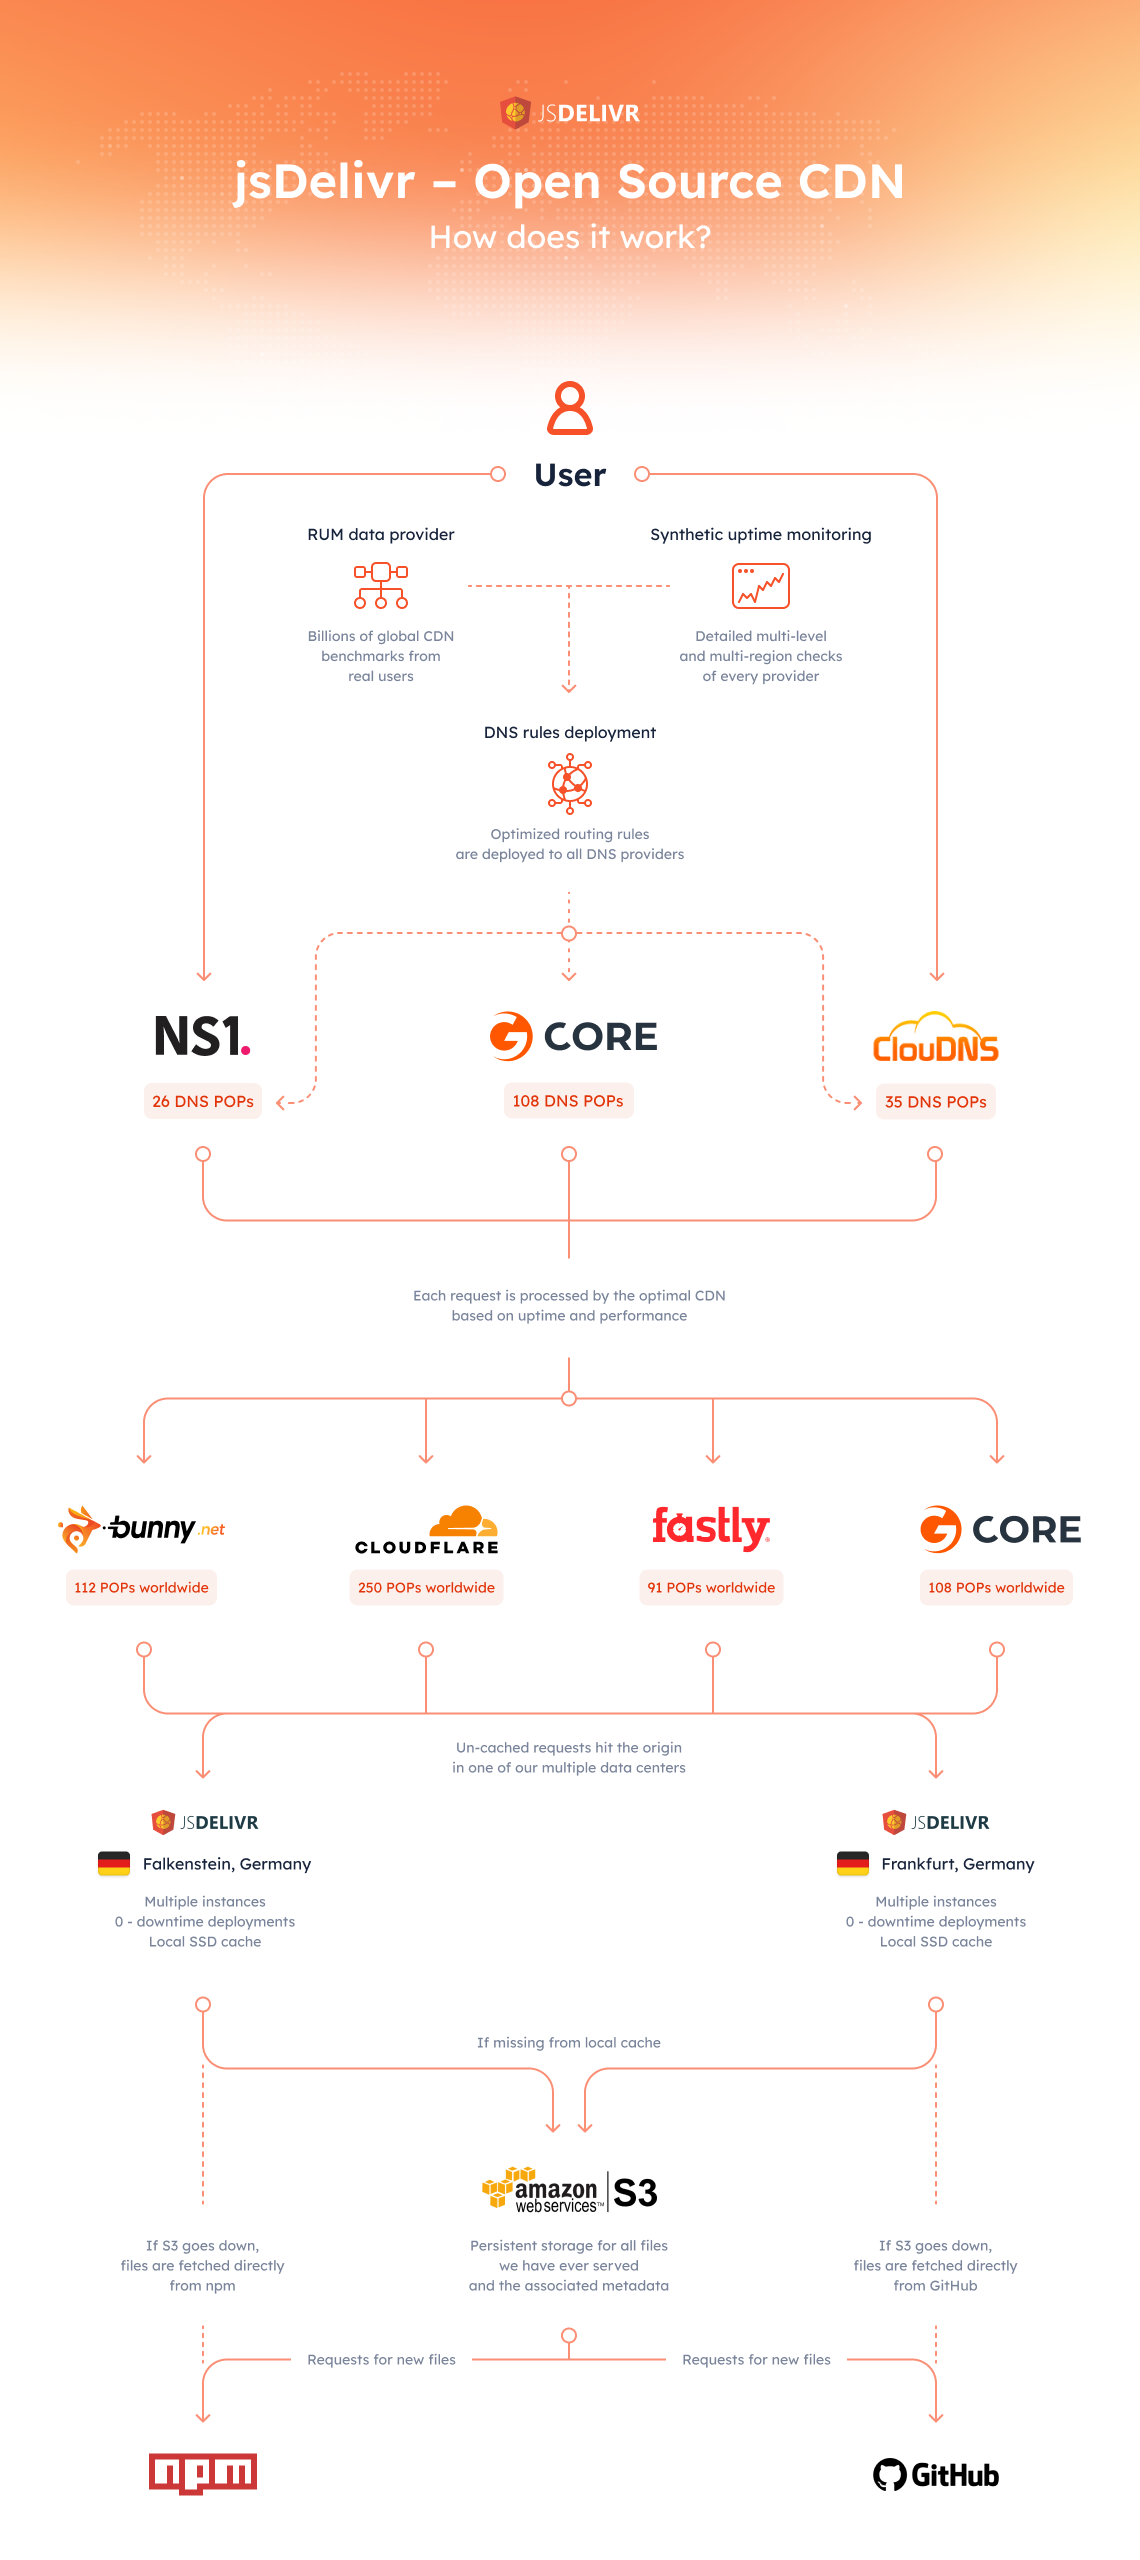 JSDELIVR
jsDelivr – Open Source CDN
How does it work?
User
RUM data provider
Billions of global CDN
benchmarks from
real users
Synthetic uptime monitoring
Detailed multi-level
and multi-region checks
of every provider
DNS rules deployment
Optimized routing rules
are deployed to all DNS providers
NS1.
26 DNS POPs
G CORE
108 DNS POPs
ClouDNS
35 DNS POPs
Each request is processed by the optimal CDN
based on uptime and performance
bunny.net
112 POPs worldwide
CLOUDFLARE
250 POPs worldwide
fastly®
91 POPs worldwide
G CORE
108 POPs worldwide
Un-cached requests hit the origin
in one of our multiple data centers
JSDELIVR
Falkenstein, Germany
Multiple instances
0 - downtime deployments
Local SSD cache
JSDELIVR
Frankfurt, Germany
Multiple instances
0 - downtime deployments
Local SSD cache
If missing from local cache
amazon
webservices™
S3
If S3 goes down,
files are fetched directly
from npm
Persistent storage for all files
we have ever served
and the associated metadata
If S3 goes down,
files are fetched directly
from GitHub
Requests for new files
Requests for new files
npm
GitHub